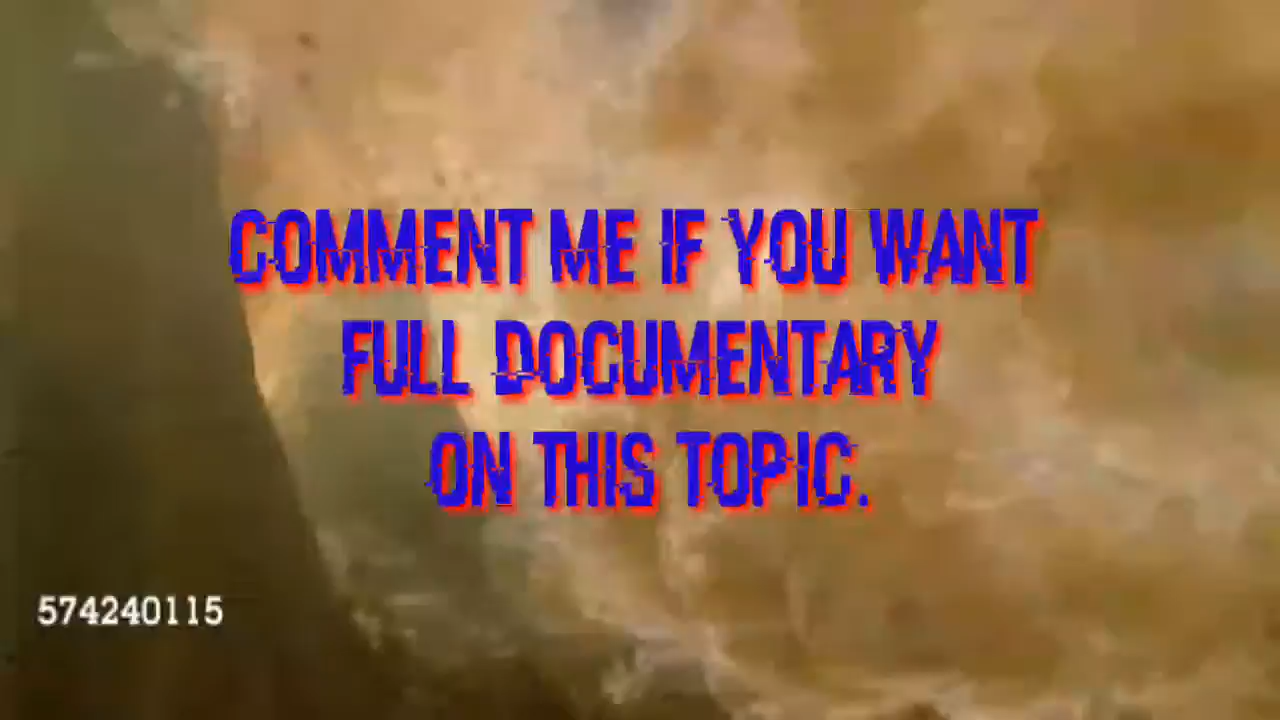 COMMENT ME IF YOU WANT
FULL DOCUMENTARY
ON THIS TOPIC.
574240115